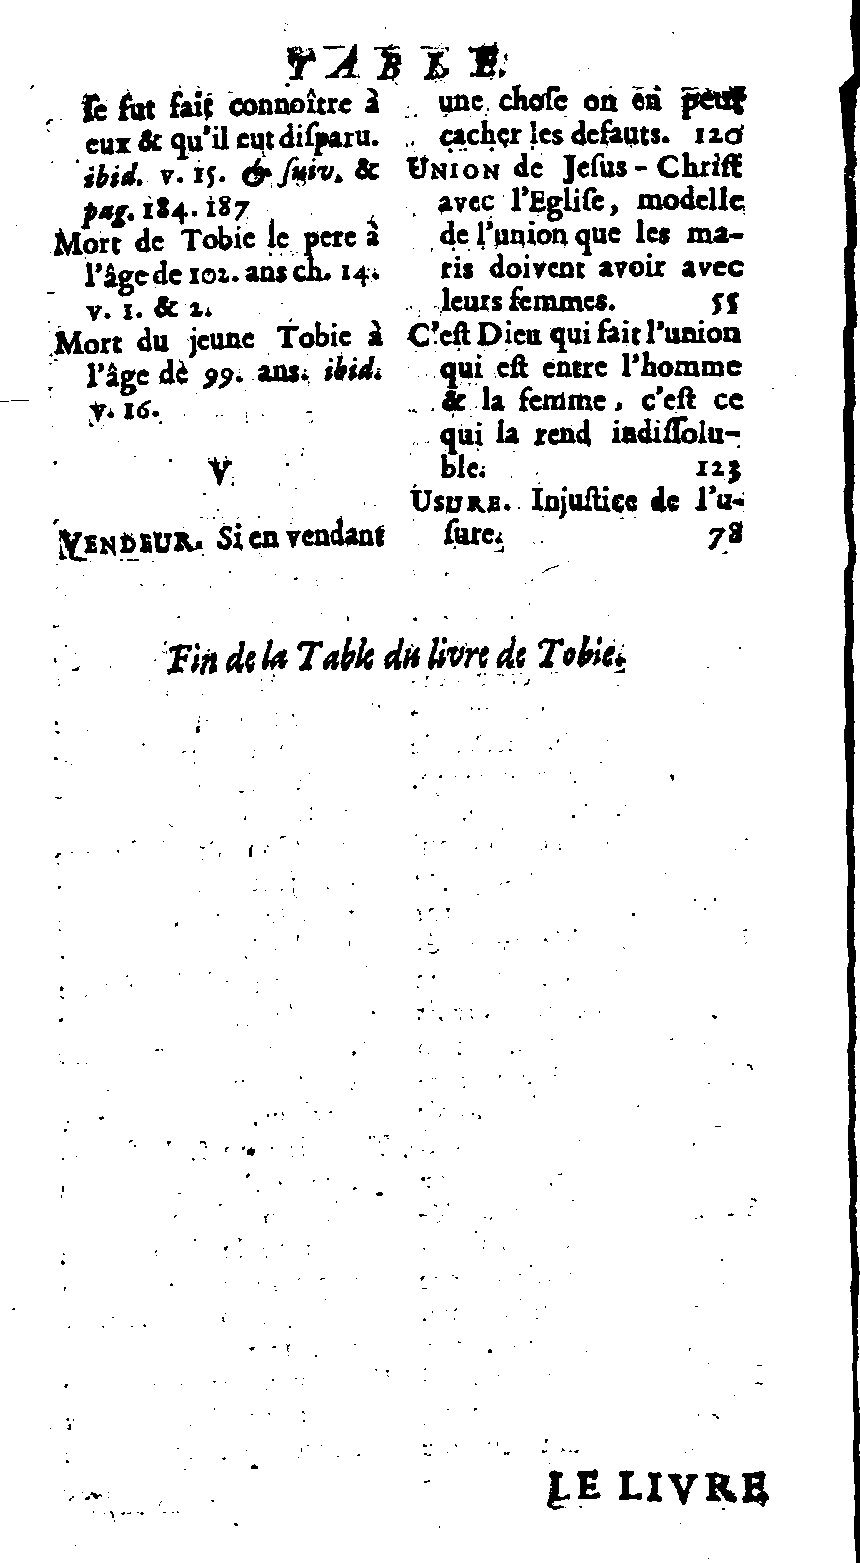 TABLE.
ſe fut fait connoître à
eux & qu'il eut diſparu.
ibid. v. 15. & ſuiv. &
pag. 184. 187
Mort de Tobie le pere à
l'âge de 102. ans ch. 14.
v. 1. & 2.
Mort du jeune Tobie à
l'âge de 99. ans. ibid.
v. 16.
V
VENDEUR. Si en vendant
une choſe on en peut
cacher les defauts. 120
UNION de Jeſus-Chriſt
avec l'Egliſe, modelle
de l'union que les ma-
ris doivent avoir avec
leurs femmes. 55
C'eſt Dieu qui fait l'union
qui eſt entre l'homme
& la femme, c'eſt ce
qui la rend indiſſolu-
ble. 123
USURE. Injuſtice de l'u-
ſure. 78
Fin de la Table du livre de Tobie.
LE LIVRE